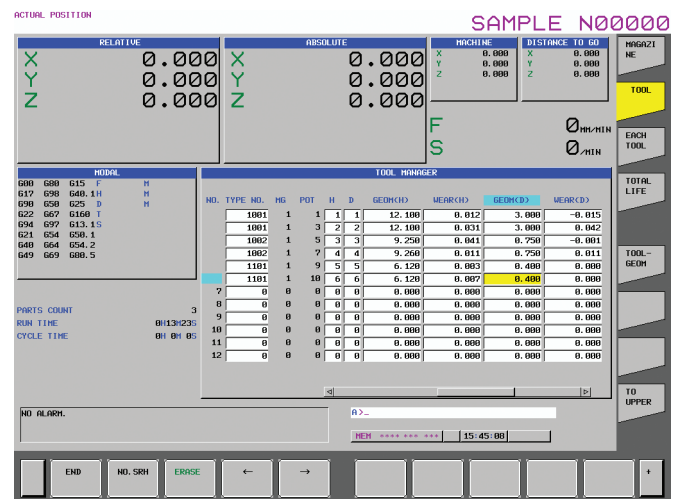 ACTUAL POSITION
SAMPLE N00000
RELATIVE
X 0.000
Y 0.000
Z 0.000
ABSOLUTE
X 0.000
Y 0.000
Z 0.000
MACHINE
X 0.000
Y 0.000
Z 0.000
DISTANCE TO GO
X 0.000
Y 0.000
Z 0.000
F 0MM/MIN
S 0/MIN
MODAL
G00 G80 G15 F M
G17 G98 G40.1H M
G90 G50 G25 D M
G22 G67 G160 T
G94 G97 G13.1S
G21 G54 G50.1
G40 G64 G54.2
G49 G69 G80.5
PARTS COUNT 3
RUN TIME 0H13M23S
CYCLE TIME 0H 0M 0S
TOOL MANAGER
NO. TYPE NO. MG POT H D GEOM(H) WEAR(H) GEOM(D) WEAR(D)
1001 1 1 1 1 12.100 0.012 3.000 -0.015
1001 1 3 2 2 12.100 0.031 3.000 0.042
1002 1 5 3 3 9.250 0.041 0.750 -0.001
1002 1 7 4 4 9.260 0.011 0.750 0.011
1101 1 9 5 5 6.120 0.003 0.400 0.000
1101 1 10 6 6 6.120 0.007 0.400 0.000
7 0 0 0 0 0 0.000 0.000 0.000 0.000
8 0 0 0 0 0 0.000 0.000 0.000 0.000
9 0 0 0 0 0 0.000 0.000 0.000 0.000
10 0 0 0 0 0 0.000 0.000 0.000 0.000
11 0 0 0 0 0 0.000 0.000 0.000 0.000
12 0 0 0 0 0 0.000 0.000 0.000 0.000
NO ALARM.
A>_
MEM **** *** *** 15:45:08
MAGAZI
NE
TOOL
EACH
TOOL
TOTAL
LIFE
TOOL-
GEOM
TO
UPPER
END NO.SRH ERASE ← → +